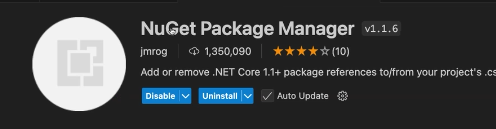 NuGet Package Manager v1.1.6
jmrog | 1,350,090 | ★★★★☆ (10)
Add or remove .NET Core 1.1+ package references to/from your project's .cs
Disable Uninstall Auto Update